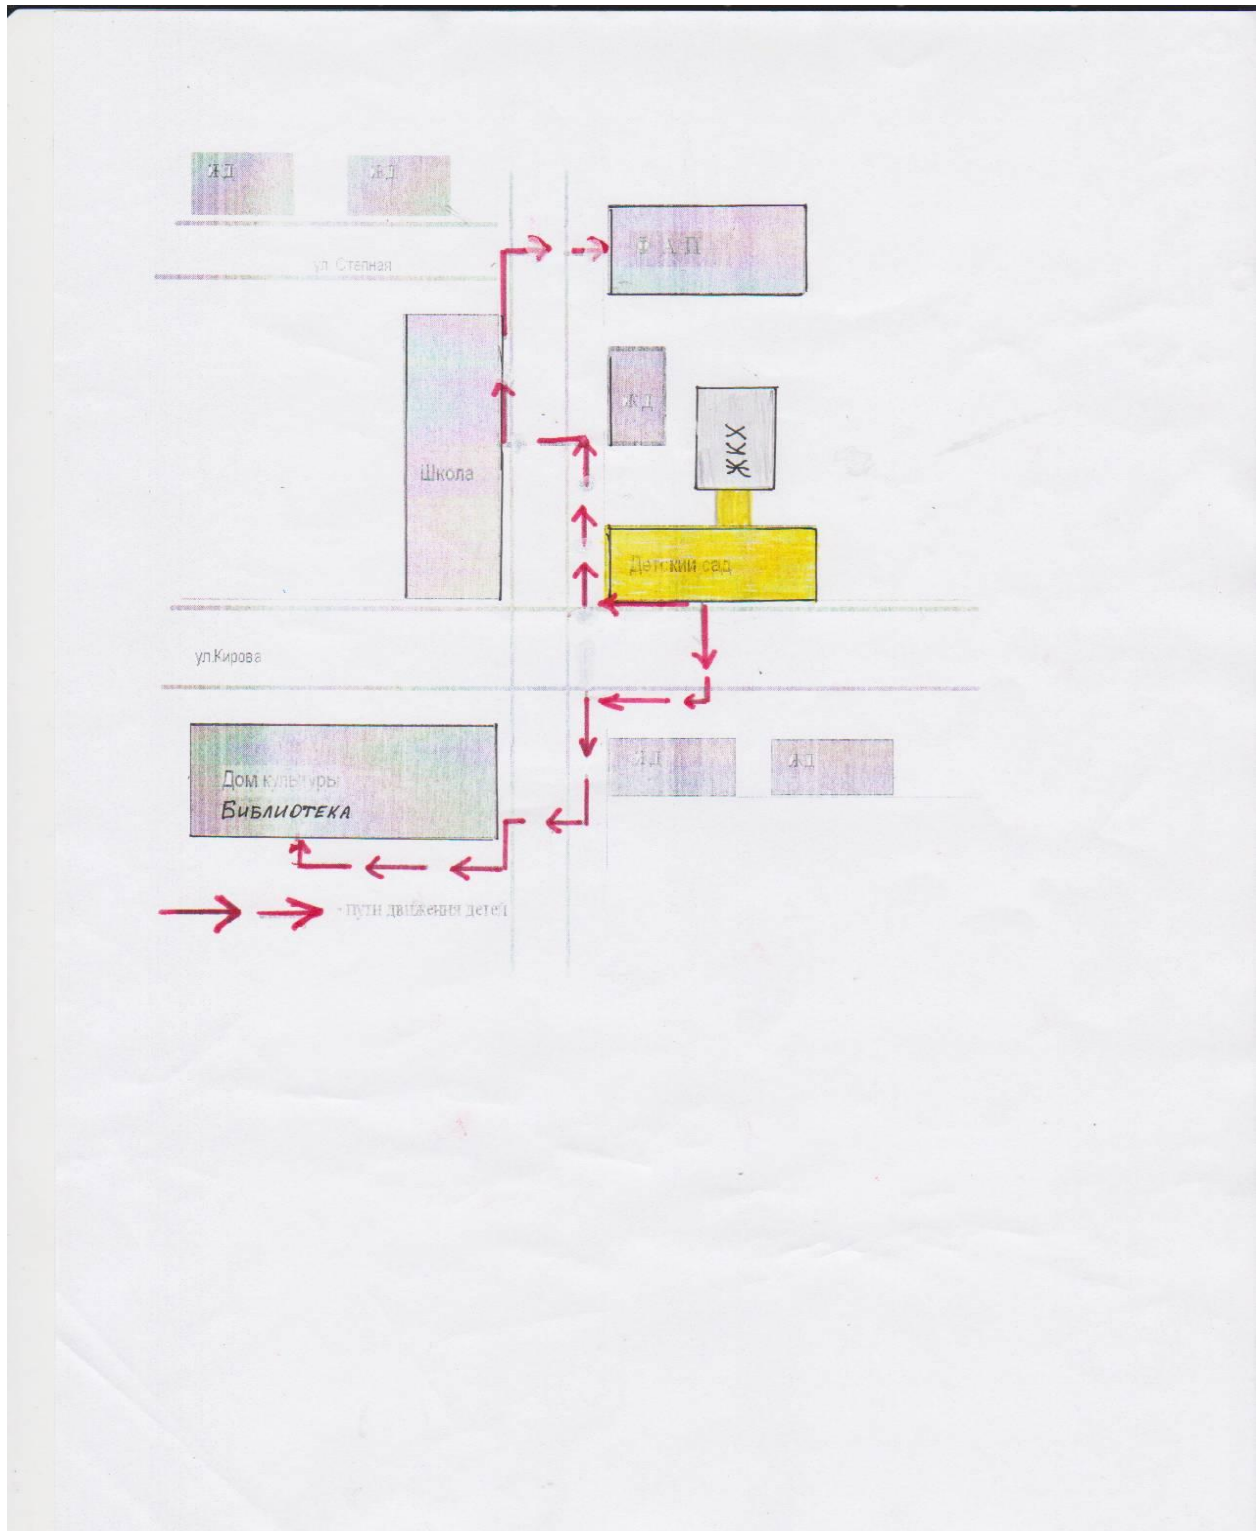 ЖД
ЖД
ФАП
ул. Степная
ЖД
ЖКХ
Школа
Детский сад
ул.Кирова
ЖД
ЖД
Дом культуры
БИБЛИОТЕКА
- пути движения детей